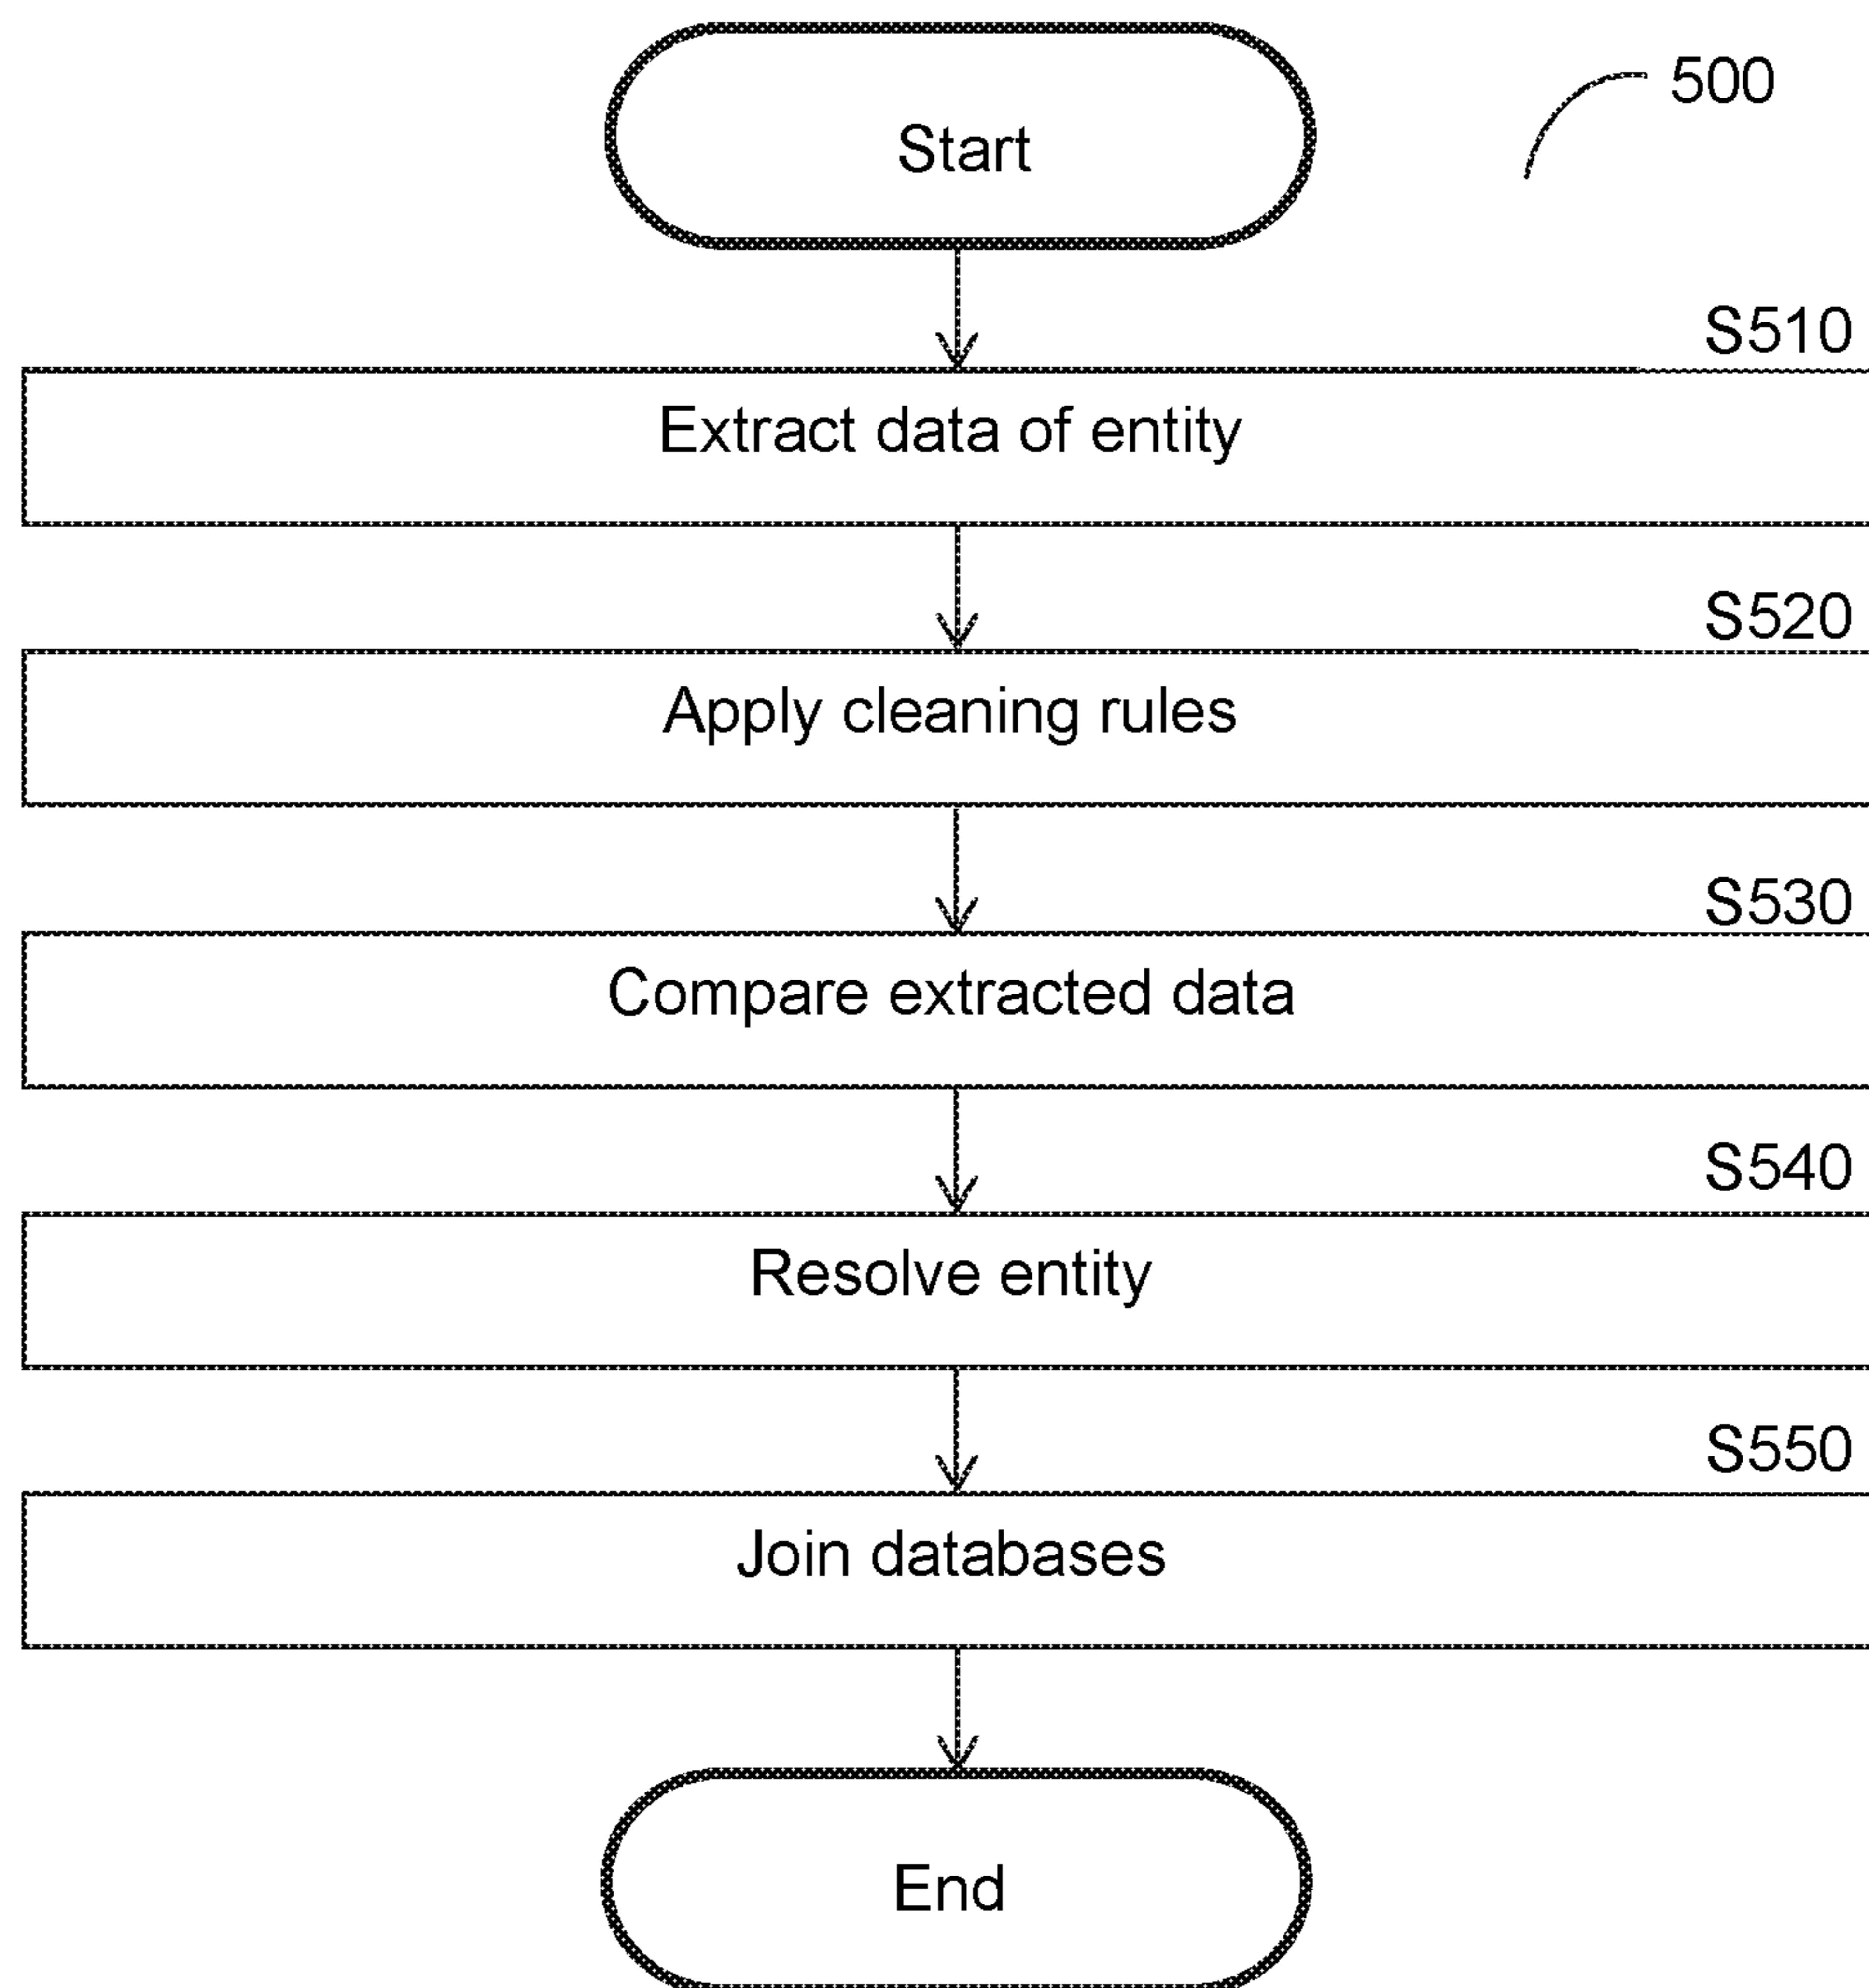 Start
500
S510
Extract data of entity
S520
Apply cleaning rules
S530
Compare extracted data
S540
Resolve entity
S550
Join databases
End